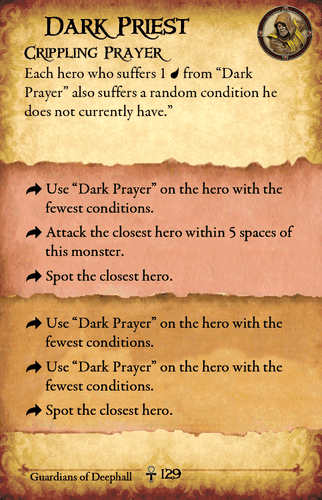 Dark Priest
Crippling Prayer
Each hero who suffers 1 from “Dark
Prayer” also suffers a random condition he
does not currently have.”
Use “Dark Prayer” on the hero with the
fewest conditions.
Attack the closest hero within 5 spaces of
this monster.
Spot the closest hero.
Use “Dark Prayer” on the hero with the
fewest conditions.
Use “Dark Prayer” on the hero with the
fewest conditions.
Spot the closest hero.
Guardians of Deephall 129